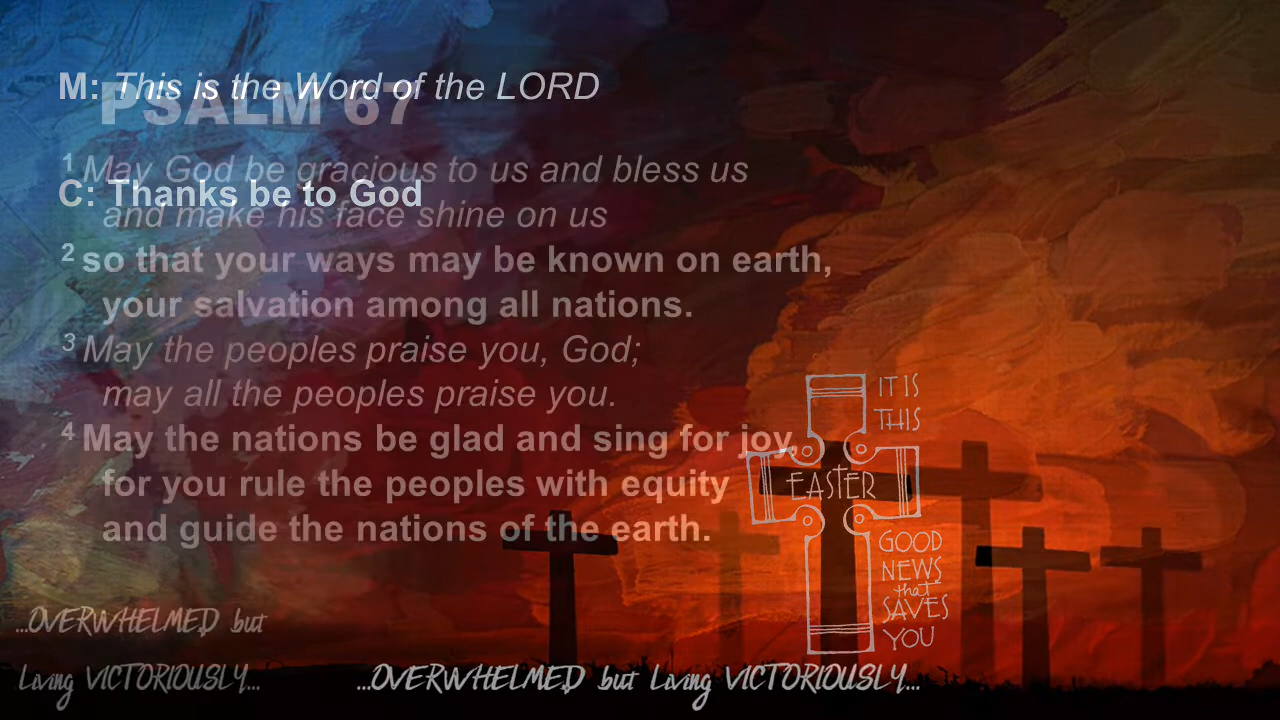 M: This is the Word of the LORD
PSALM 67
1 May God be gracious to us and bless us
C: Thanks be to God
and make his face shine on us
2 so that your ways may be known on earth,
your salvation among all nations.
3 May the peoples praise you, God;
may all the peoples praise you.
4 May the nations be glad and sing for joy,
for you rule the peoples with equity
and guide the nations of the earth.
IT IS
THIS
EASTER
GOOD
NEWS
that
SAVES
YOU
...OVERWHELMED but
Living VICTORIOUSLY...
...OVERWHELMED but Living VICTORIOUSLY...